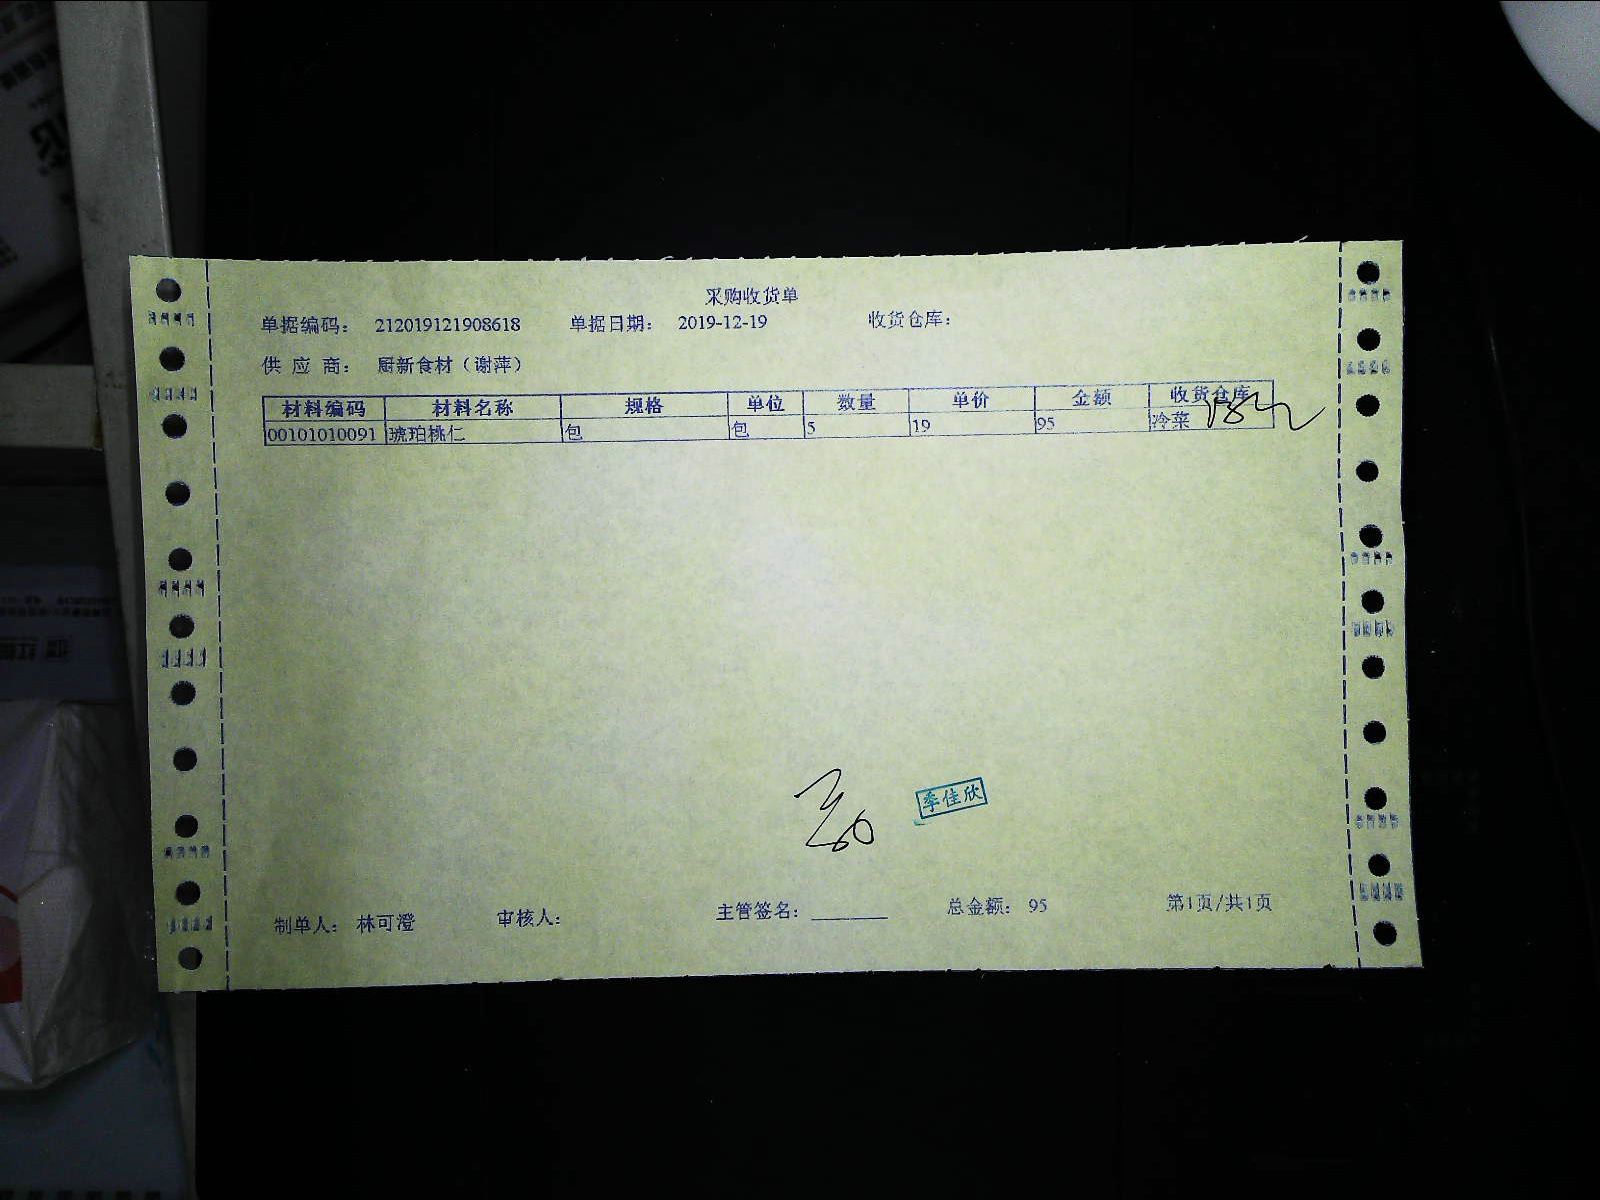 采购收货单
单据编码： 212019121908618 单据日期： 2019-12-19 收货仓库：
供 应 商： 厨新食材（谢萍）
材料编码 材料名称 规格 单位 数量 单价 金额 收货仓库
00101010091 琥珀桃仁 包 包 5 19 95 冷菜
季佳欣
制单人： 林可澄 审核人： 主管签名： 总金额： 95 第1页/共1页